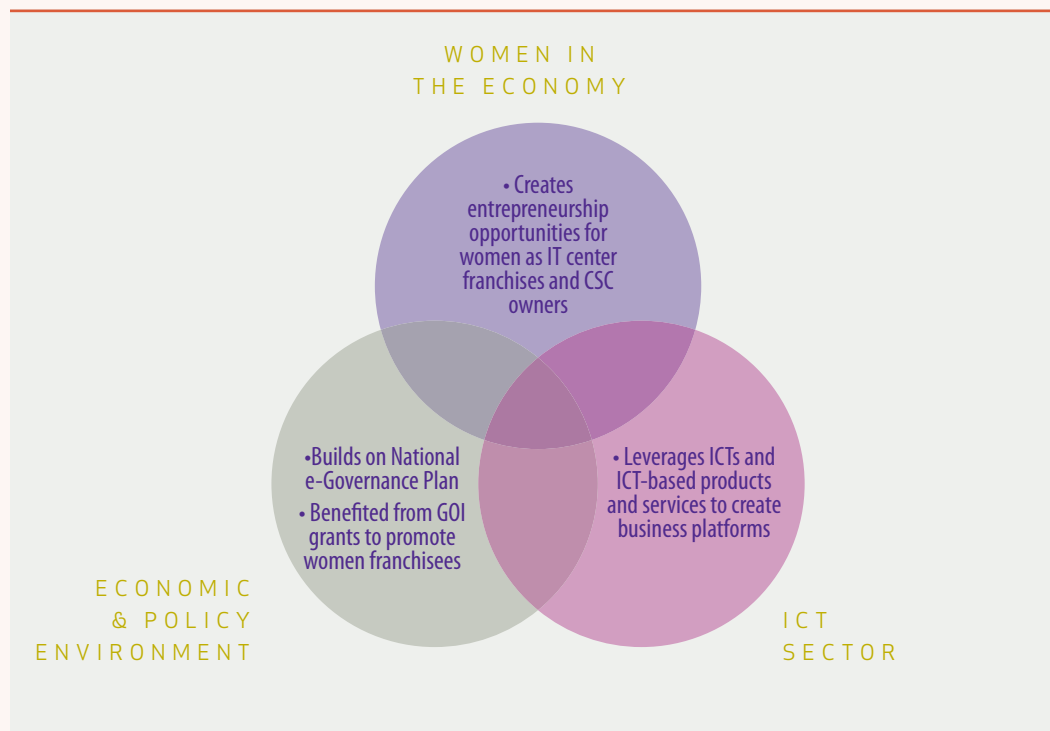 WOMEN IN
THE ECONOMY
• Creates
entrepreneurship
opportunities for
women as IT center
franchises and CSC
owners
•Builds on National
e-Governance Plan
• Benefited from GOI
grants to promote
women franchisees
• Leverages ICTs and
ICT-based products
and services to create
business platforms
ECONOMIC
& POLICY
ENVIRONMENT
ICT
SECTOR